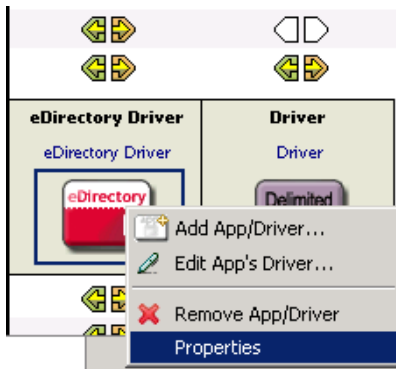 eDirectory Driver Driver
eDirectory Driver Driver
eDirectory Delimited
Add App/Driver...
Edit App's Driver...
Remove App/Driver
Properties